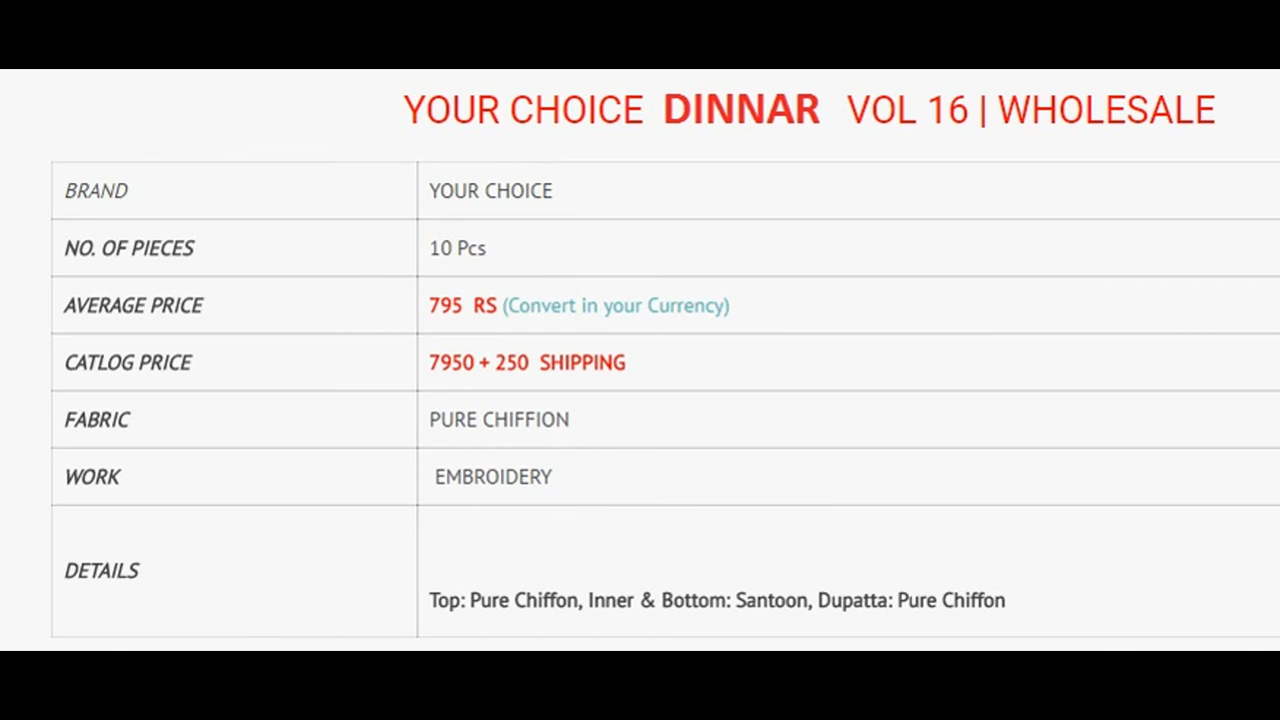 YOUR CHOICE DINNAR VOL 16 | WHOLESALE
BRAND YOUR CHOICE
NO. OF PIECES 10 Pcs
AVERAGE PRICE 795 RS (Convert in your Currency)
CATLOG PRICE 7950 + 250 SHIPPING
FABRIC PURE CHIFFION
WORK EMBROIDERY
DETAILS Top: Pure Chiffon, Inner & Bottom: Santoon, Dupatta: Pure Chiffon